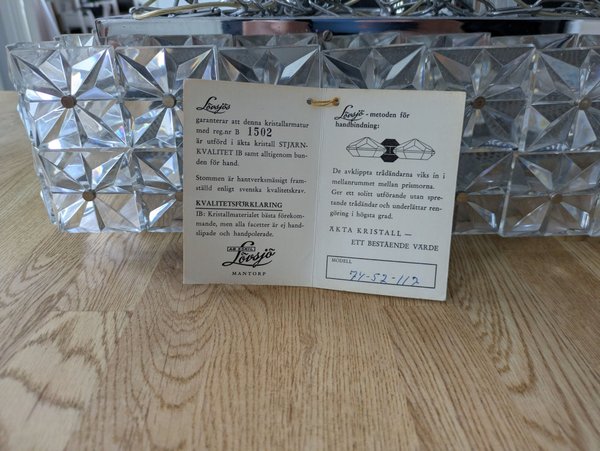 Lövsjös
garanterar att denna kristallarmatur
med reg.nr B 1502
är utförd i äkta kristall STJÄRN-
KVALITET IB samt alltigenom bun-
den för hand.
Stommen är hantverksmässigt fram-
ställd enligt svenska kvalitetskrav.
KVALITETSFÖRKLARING
IB: Kristallmaterialet bästa förekom-
mande, men alla facetter är ej hand-
slipade och handpolerade.
Lövsjö
MANTORP
Lövsjö - metoden för
handbindning:
De avklippta trådändarna viks in i
mellanrummet mellan prismorna.
Ger ett solitt utförande utan spre-
tande trådändar och underlättar ren-
göring i högsta grad.
ÄKTA KRISTALL —
ETT BESTÅENDE VÄRDE
MODELL
74-52-112